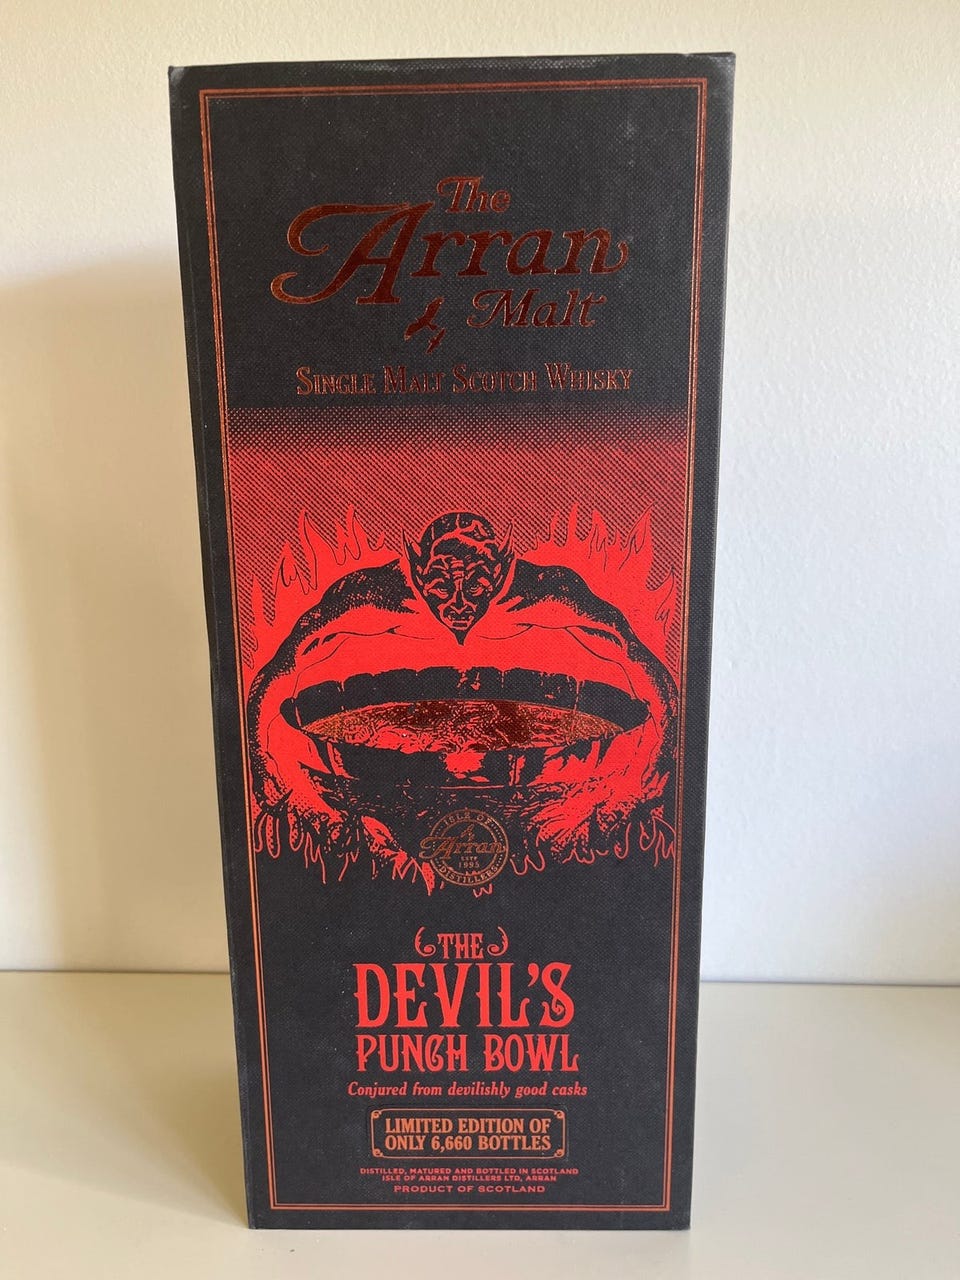 The
Arran
Malt
SINGLE MALT SCOTCH WHISKY
ISLE OF
Arran
ESTD
1995
DISTILLERS
THE
DEVIL'S
PUNCH BOWL
Conjured from devilishly good casks
LIMITED EDITION OF
ONLY 6,660 BOTTLES
DISTILLED, MATURED AND BOTTLED IN SCOTLAND
ISLE OF ARRAN DISTILLERS LTD, ARRAN
PRODUCT OF SCOTLAND